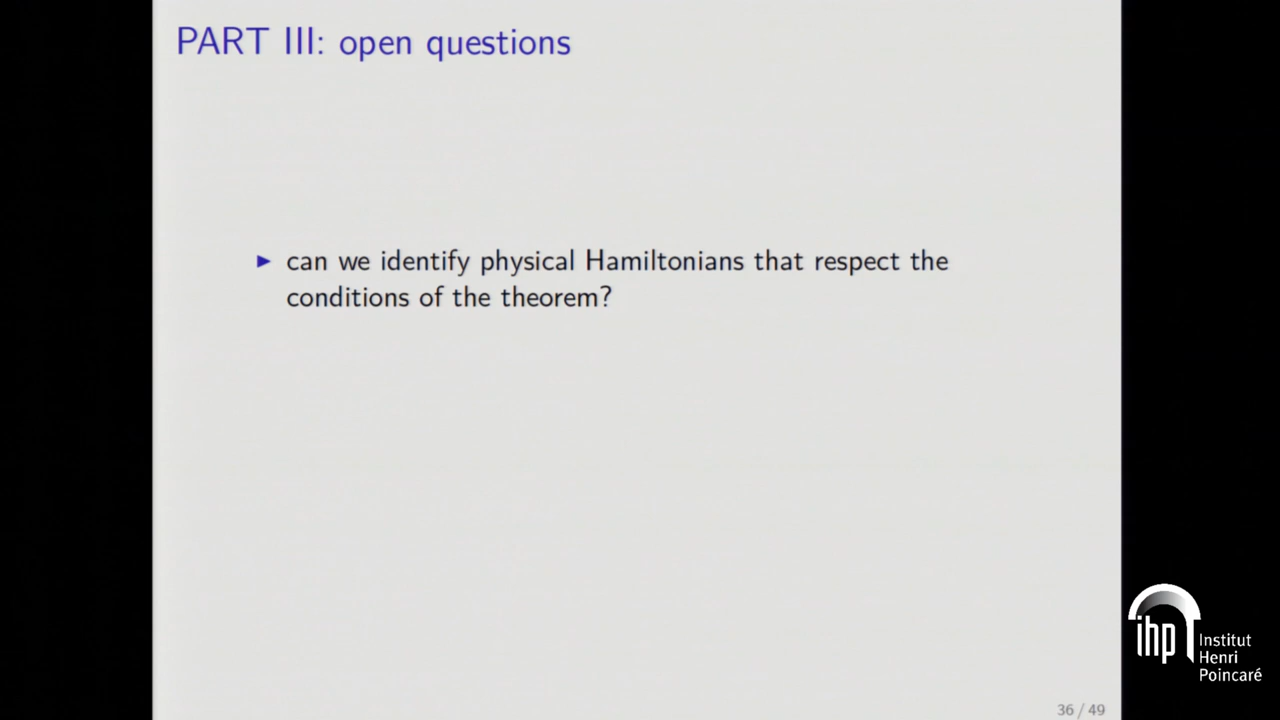 PART III: open questions
▶ can we identify physical Hamiltonians that respect the
conditions of the theorem?
36 / 49
ihp
Institut
Henri
Poincaré